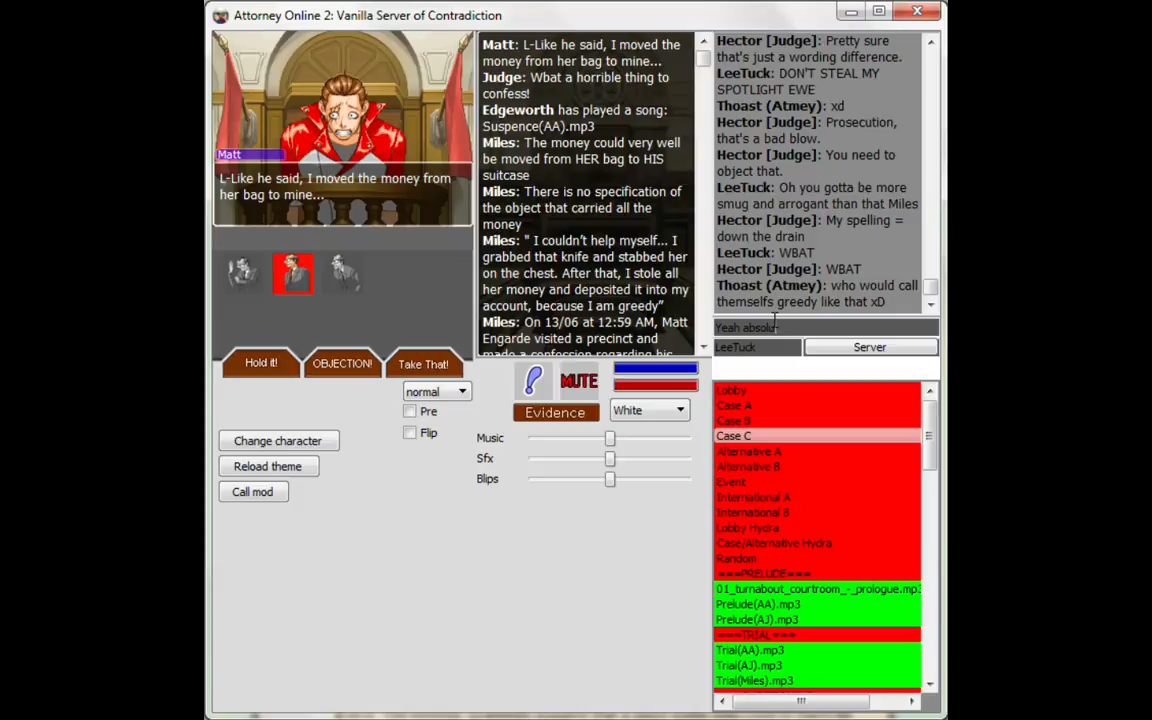 Attorney Online 2: Vanilla Server of Contradiction
Matt
L-Like he said, I moved the money from
her bag to mine...
Matt: L-Like he said, I moved the
money from her bag to mine...
Judge: Wbat a horrible thing to
confess!
Edgeworth has played a song:
Suspence(AA).mp3
Miles: The money could very well
be moved from HER bag to HIS
suitcase
Miles: There is no specification of
the object that carried all the
money
Miles: " I couldn't help myself... I
grabbed that knife and stabbed her
on the chest. After that, I stole all
her money and deposited it into my
account, because I am greedy"
Miles: On 13/06 at 12:59 AM, Matt
Engarde visited a precinct and
made a confession regarding his
Hector [Judge]: Pretty sure
that's just a wording difference.
LeeTuck: DON'T STEAL MY
SPOTLIGHT EWE
Thoast (Atmey): xd
Hector [Judge]: Prosecution,
that's a bad blow.
Hector [Judge]: You need to
object that.
LeeTuck: Oh you gotta be more
smug and arrogant than that Miles
Hector [Judge]: My spelling =
down the drain
LeeTuck: WBAT
Hector [Judge]: WBAT
Thoast (Atmey): who would call
themselfs greedy like that xD
Yeah absolu
LeeTuck
Server
Hold it!
OBJECTION!
Take That!
normal
Pre
Flip
Change character
Reload theme
Call mod
MUTE
Evidence
White
Music
Sfx
Blips
Lobby
Case A
Case B
Case C
Alternative A
Alternative B
Event
International A
International B
Lobby Hydra
Case/Alternative Hydra
Random
===PRELUDE===
01_turnabout_courtroom_-_prologue.mp3
Prelude(AA).mp3
Prelude(AJ).mp3
===TRIAL===
Trial(AA).mp3
Trial(AJ).mp3
Trial(Miles).mp3